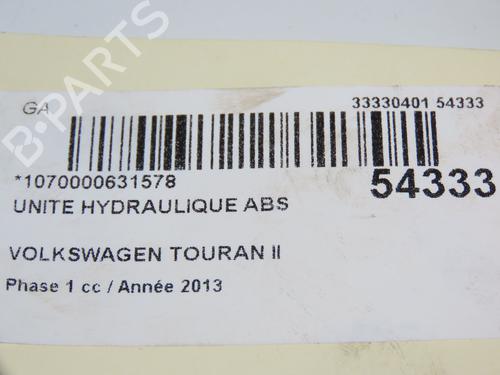 GA
33330401 54333
*1070000631578
54333
UNITE HYDRAULIQUE ABS
VOLKSWAGEN TOURAN II
Phase 1 cc / Année 2013
B-PARTS